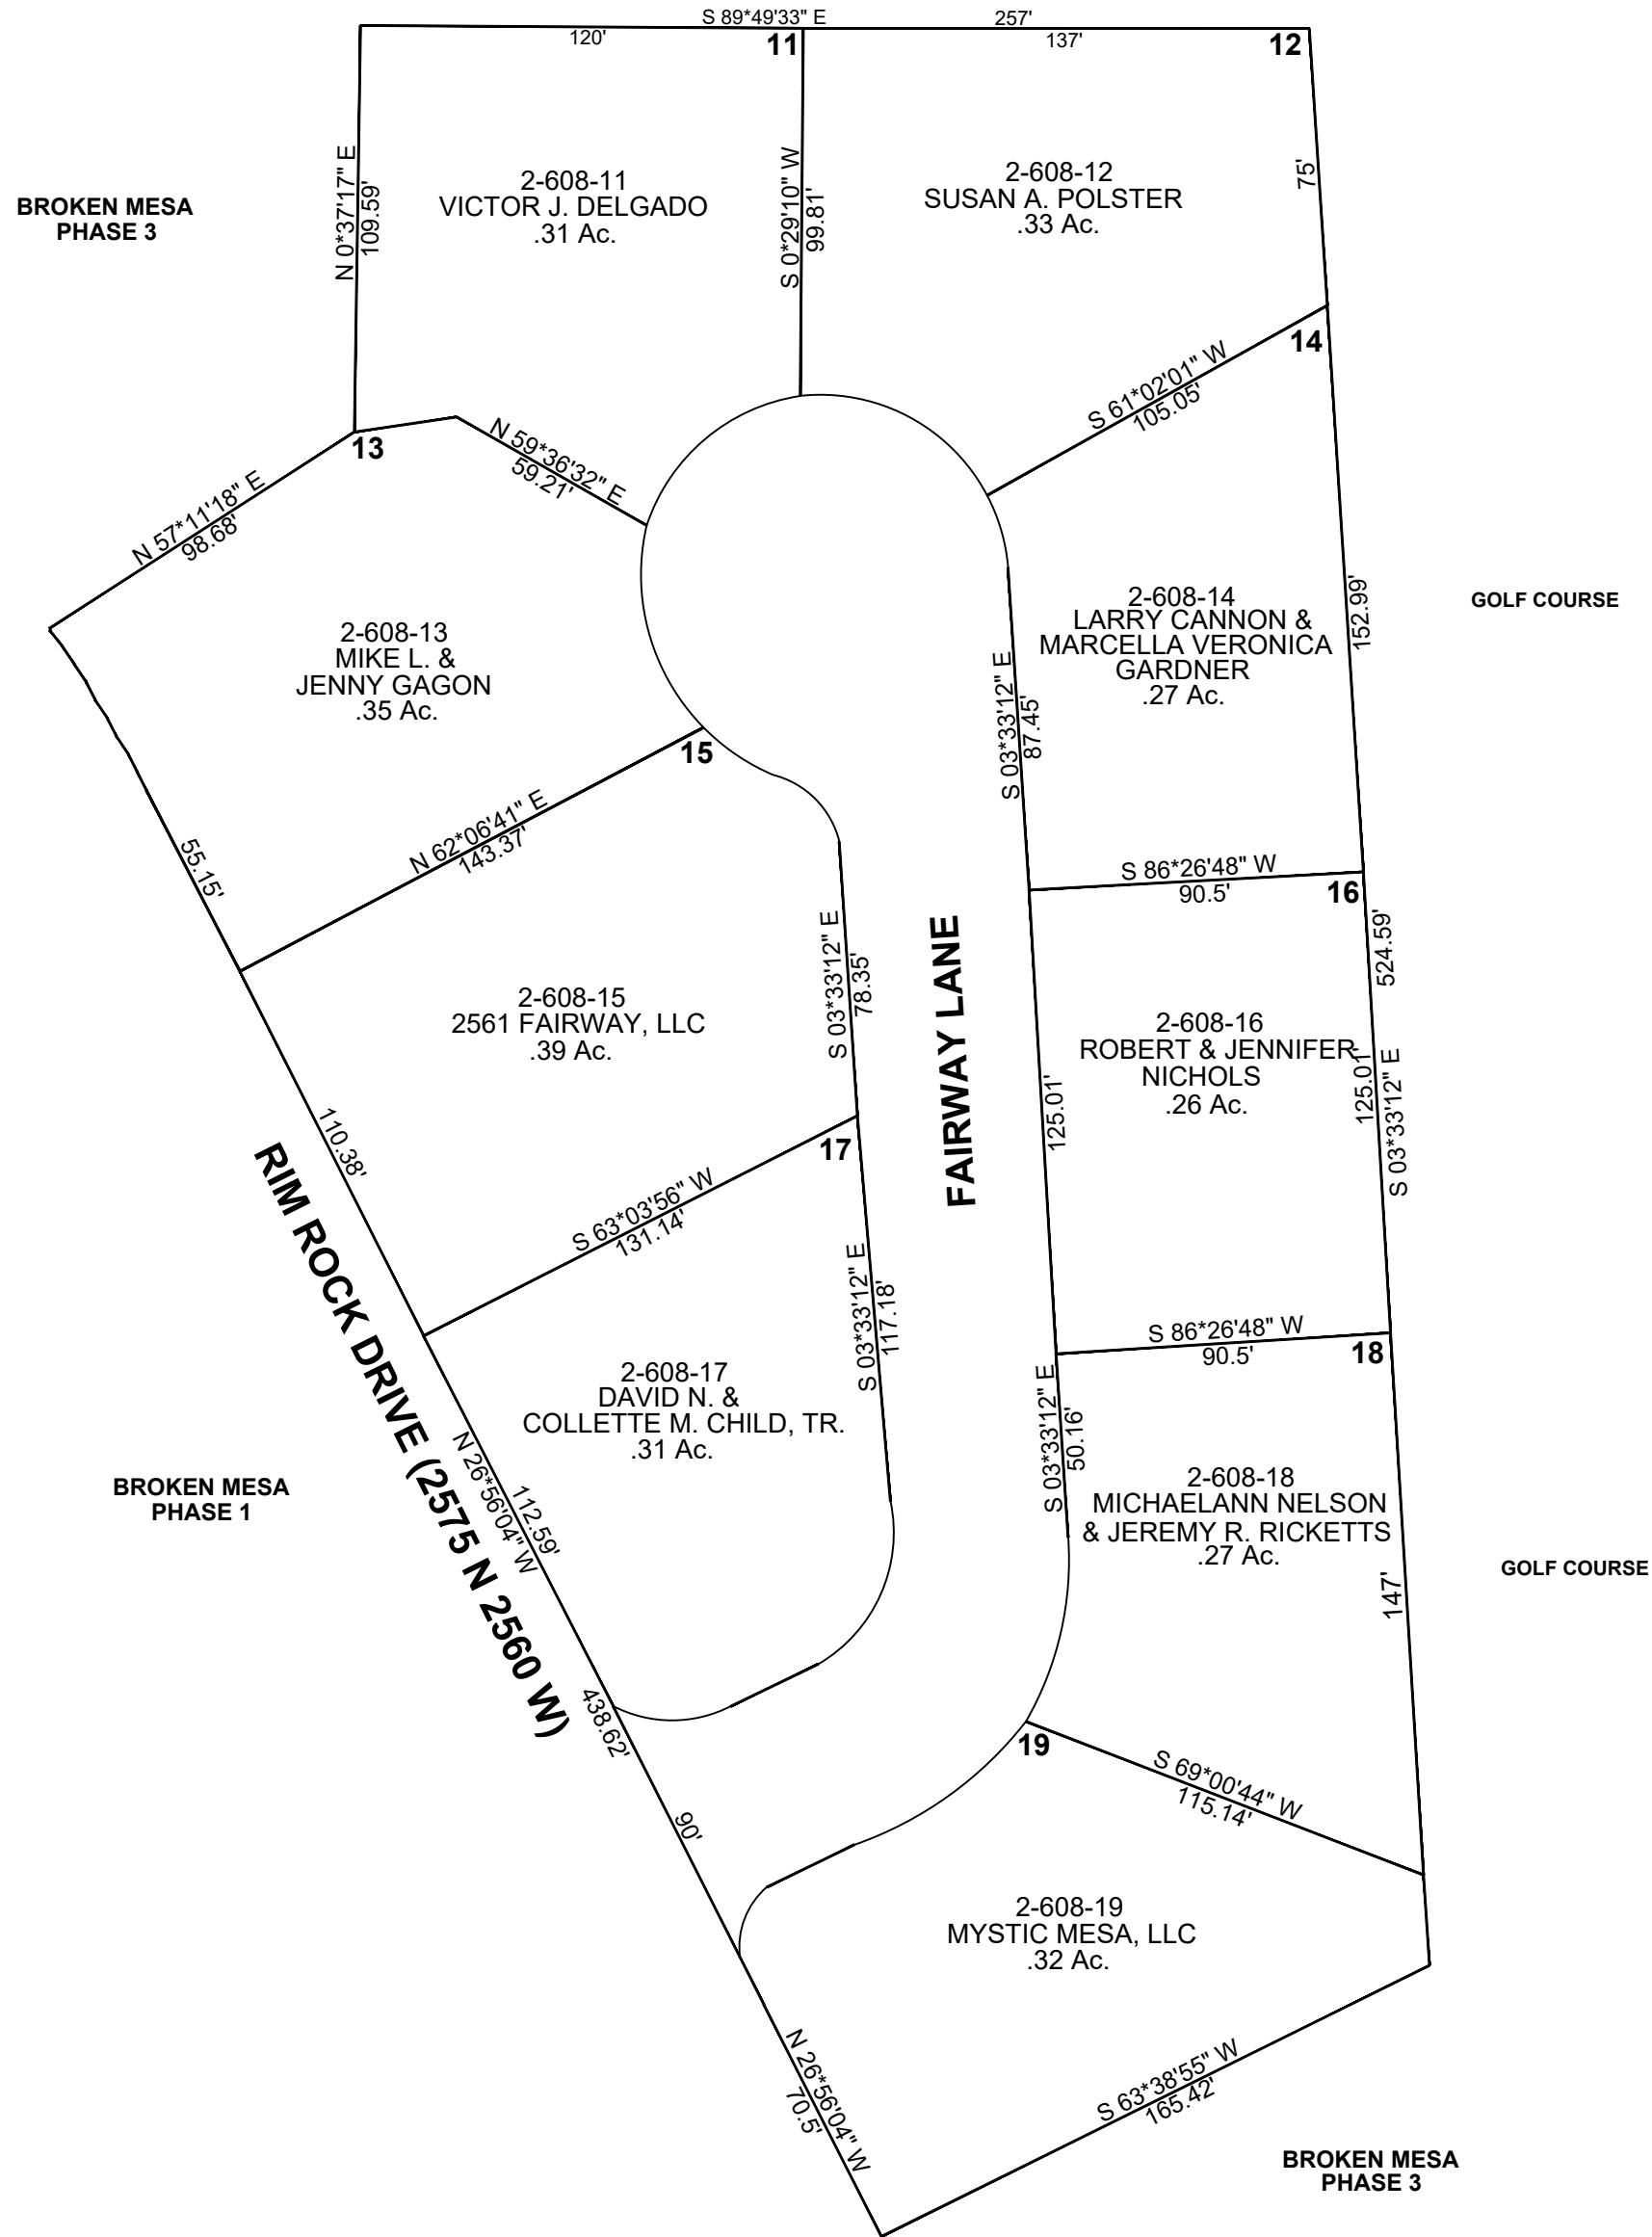 S 89*49'33" E
257'
120'
11
137'
12
N 0*37'17" E
109.59'
S 0*29'10" W
99.81'
75'
2-608-11
VICTOR J. DELGADO
.31 Ac.
2-608-12
SUSAN A. POLSTER
.33 Ac.
BROKEN MESA
PHASE 3
14
S 61*02'01" W
105.05'
13
N 59*36'32" E
59.21'
N 57*11'18" E
98.68'
2-608-13
MIKE L. &
JENNY GAGON
.35 Ac.
2-608-14
LARRY CANNON &
MARCELLA VERONICA
GARDNER
.27 Ac.
152.99'
GOLF COURSE
S 03*33'12" E
87.45'
15
N 62*06'41" E
143.37'
55.15'
S 86*26'48" W
90.5'
16
524.59'
S 03*33'12" E
78.35'
FAIRWAY LANE
2-608-15
2561 FAIRWAY, LLC
.39 Ac.
2-608-16
ROBERT & JENNIFER
NICHOLS
.26 Ac.
125.01'
125.01'
S 03*33'12" E
110.38'
17
S 63*03'56" W
131.14'
RIM ROCK DRIVE (2575 N 2560 W)
S 03*33'12" E
117.18'
S 86*26'48" W
90.5'
18
2-608-17
DAVID N. &
COLLETTE M. CHILD, TR.
.31 Ac.
S 03*33'12" E
50.16'
N 26*56'04" W
112.59'
BROKEN MESA
PHASE 1
2-608-18
MICHAELANN NELSON
& JEREMY R. RICKETTS
.27 Ac.
147'
GOLF COURSE
438.62'
19
S 69*00'44" W
115.14'
90'
2-608-19
MYSTIC MESA, LLC
.32 Ac.
N 26*56'04" W
70.5'
S 63*38'55" W
165.42'
BROKEN MESA
PHASE 3